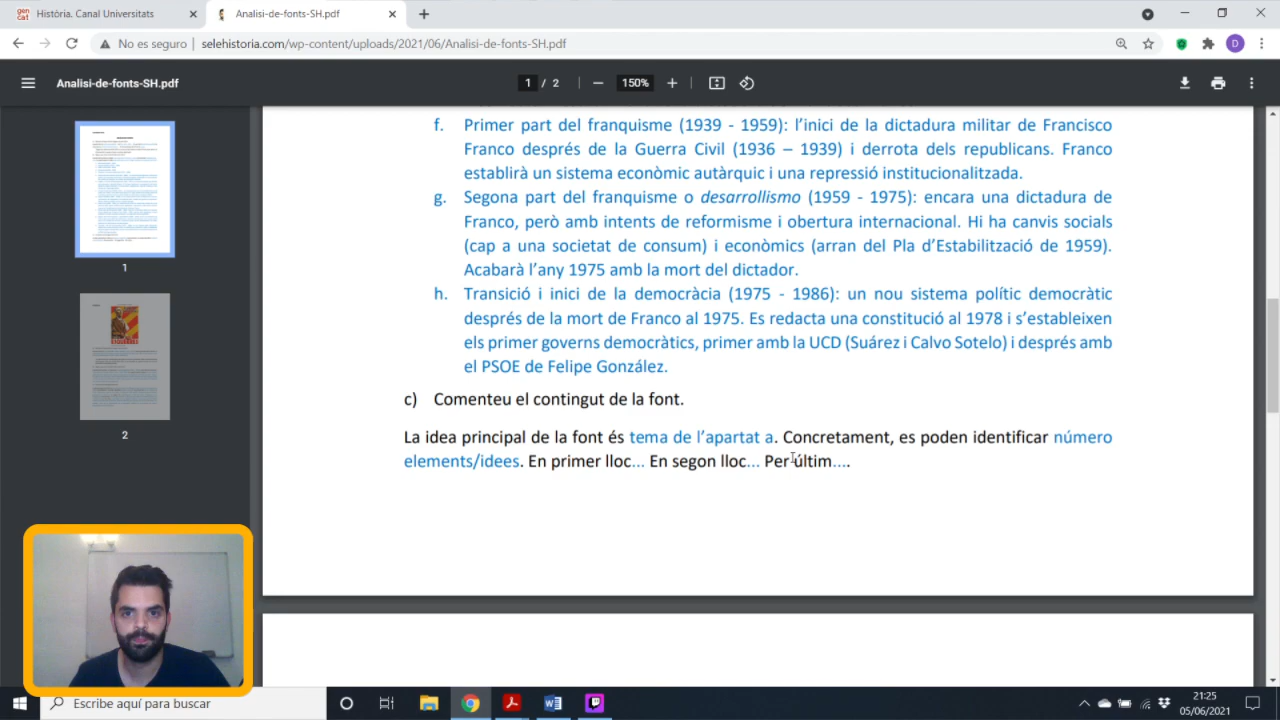 gen
cat
Història. Canal Universitats
Analisi-de-fonts-SH.pdf
No es seguro
selehistoria.com/wp-content/uploads/2021/06/Analisi-de-fonts-SH.pdf
D
Analisi-de-fonts-SH.pdf
1 / 2
150%
1
2
f. Primer part del franquisme (1939 - 1959): l’inici de la dictadura militar de Francisco
Franco després de la Guerra Civil (1936 – 1939) i derrota dels republicans. Franco
establirà un sistema econòmic autàrquic i una repressió institucionalitzada.
g. Segona part del franquisme o desarrollismo (1959 - 1975): encara una dictadura de
Franco, però amb intents de reformisme i obertura internacional. Hi ha canvis socials
(cap a una societat de consum) i econòmics (arran del Pla d’Estabilització de 1959).
Acabarà l’any 1975 amb la mort del dictador.
h. Transició i inici de la democràcia (1975 - 1986): un nou sistema polític democràtic
després de la mort de Franco al 1975. Es redacta una constitució al 1978 i s’estableixen
els primer governs democràtics, primer amb la UCD (Suárez i Calvo Sotelo) i després amb
el PSOE de Felipe González.
c) Comenteu el contingut de la font.
La idea principal de la font és tema de l’apartat a. Concretament, es poden identificar número
elements/idees. En primer lloc... En segon lloc... Per últim....
Escribe aquí para buscar
21:25
05/06/2021